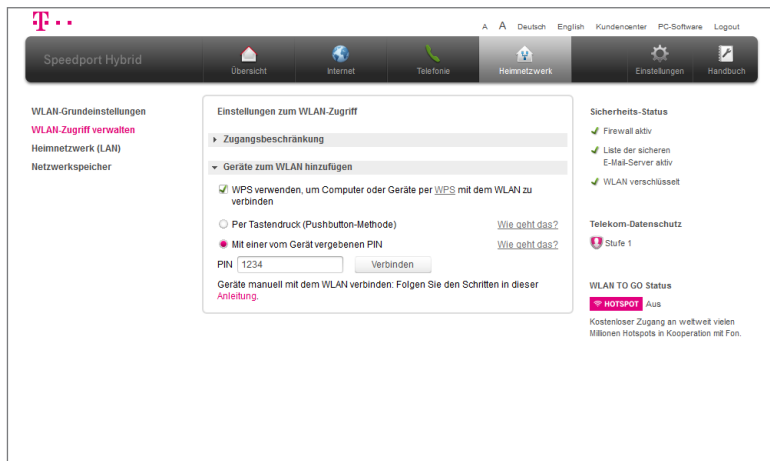 T
A A Deutsch English Kundencenter PC-Software Logout
Speedport Hybrid
Übersicht Internet Telefonie Heimnetzwerk Einstellungen Handbuch
WLAN-Grundeinstellungen
WLAN-Zugriff verwalten
Heimnetzwerk (LAN)
Netzwerkspeicher
Einstellungen zum WLAN-Zugriff
Zugangsbeschränkung
Geräte zum WLAN hinzufügen
WPS verwenden, um Computer oder Geräte per WPS mit dem WLAN zu
verbinden
Per Tastendruck (Pushbutton-Methode) Wie geht das?
Mit einer vom Gerät vergebenen PIN Wie geht das?
PIN 1234 Verbinden
Geräte manuell mit dem WLAN verbinden: Folgen Sie den Schritten in dieser
Anleitung.
Sicherheits-Status
Firewall aktiv
Liste der sicheren
E-Mail-Server aktiv
WLAN verschlüsselt
Telekom-Datenschutz
Stufe 1
WLAN TO GO Status
HOTSPOT Aus
Kostenloser Zugang an weltweit vielen
Millionen Hotspots in Kooperation mit Fon.